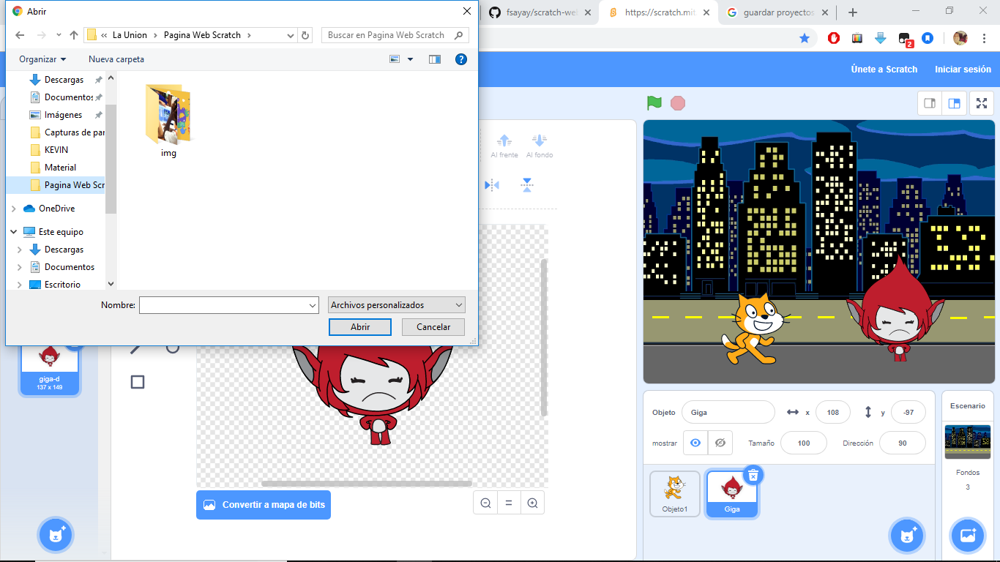 Abrir
fsayay/scratch-we
https://scratch.mit
guardar proyectos
La Union
Pagina Web Scratch
Buscar en Pagina Web Scratch
2
Organizar
Nueva carpeta
Únete a Scratch
Iniciar sesión
Descargas
Documentos
Imágenes
Capturas de par
KEVIN
Material
Pagina Web Scr
OneDrive
Este equipo
Descargas
Documentos
Escritorio
img
Al frente
Al fondo
Nombre:
Archivos personalizados
Abrir
Cancelar
giga-d
137 x 149
Convertir a mapa de bits
Objeto
Giga
x
108
y
-97
mostrar
Tamaño
100
Dirección
90
Objeto1
Giga
Escenario
Fondos
3